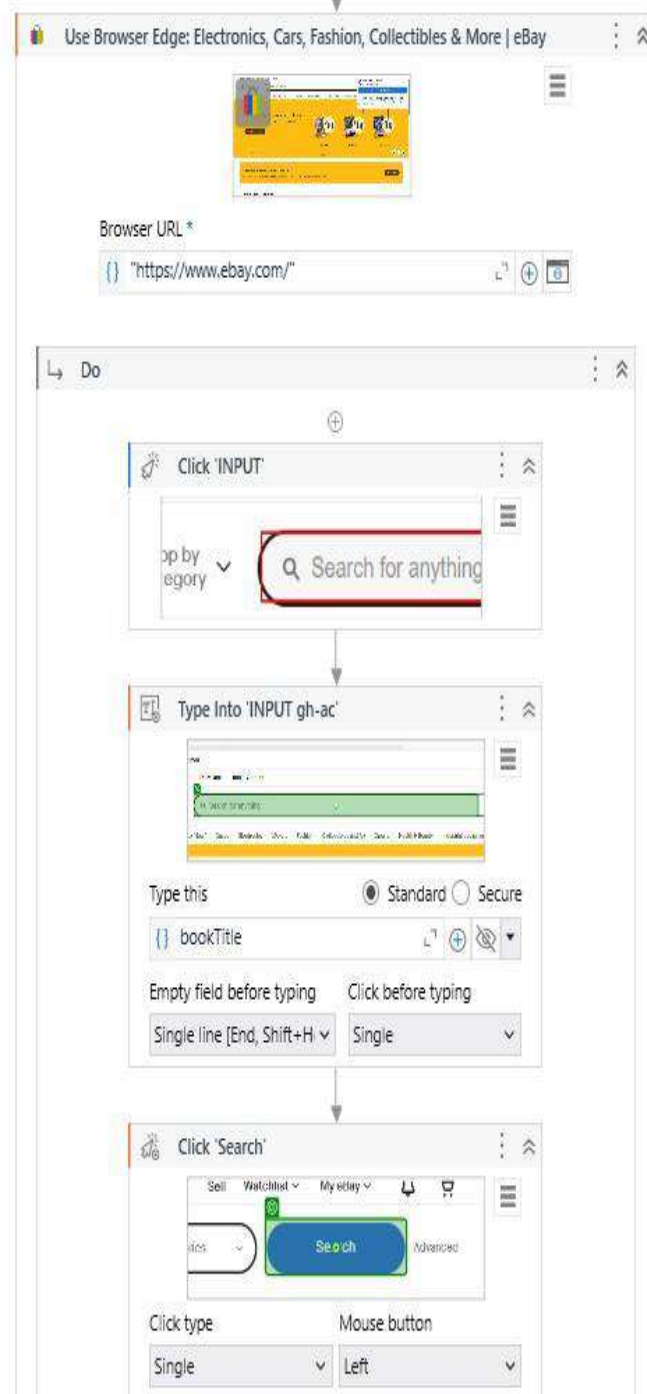 Use Browser Edge: Electronics, Cars, Fashion, Collectibles & More | eBay
Browser URL *
{} "https://www.ebay.com/"
Do
Click 'INPUT'
Search for anything
Type Into 'INPUT gh-ac'
Type this
Standard
Secure
{} bookTitle
Empty field before typing
Click before typing
Single line [End, Shift+H
Single
Click 'Search'
Sell
Watchlist
My eBay
Search
Advanced
Click type
Mouse button
Single
Left